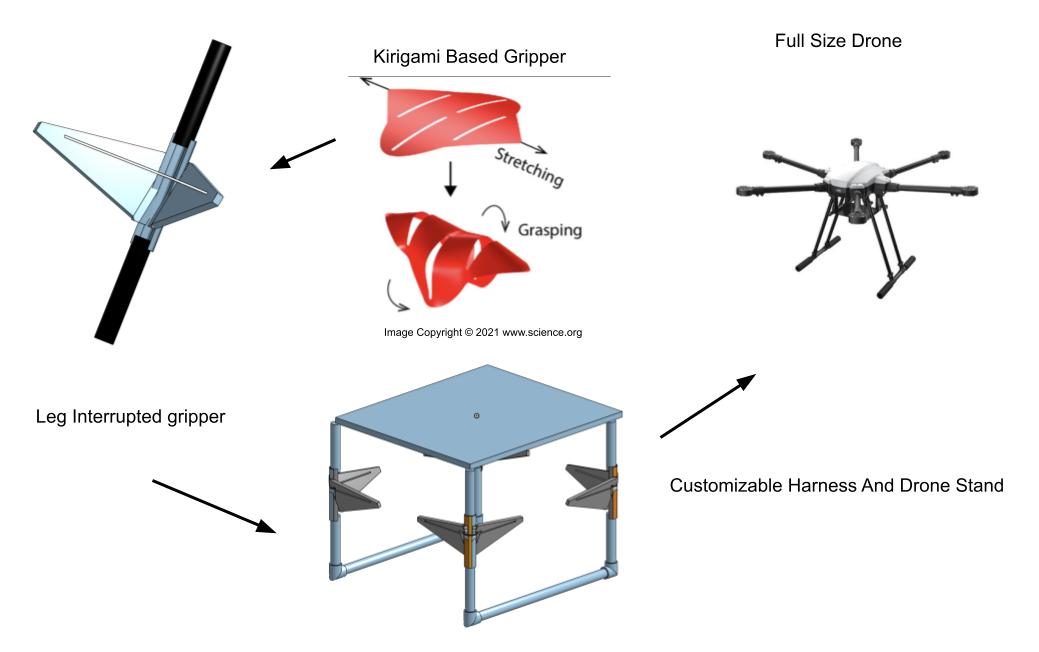 Full Size Drone
Kirigami Based Gripper
Stretching
Grasping
Image Copyright © 2021 www.science.org
Leg Interrupted gripper
Customizable Harness And Drone Stand